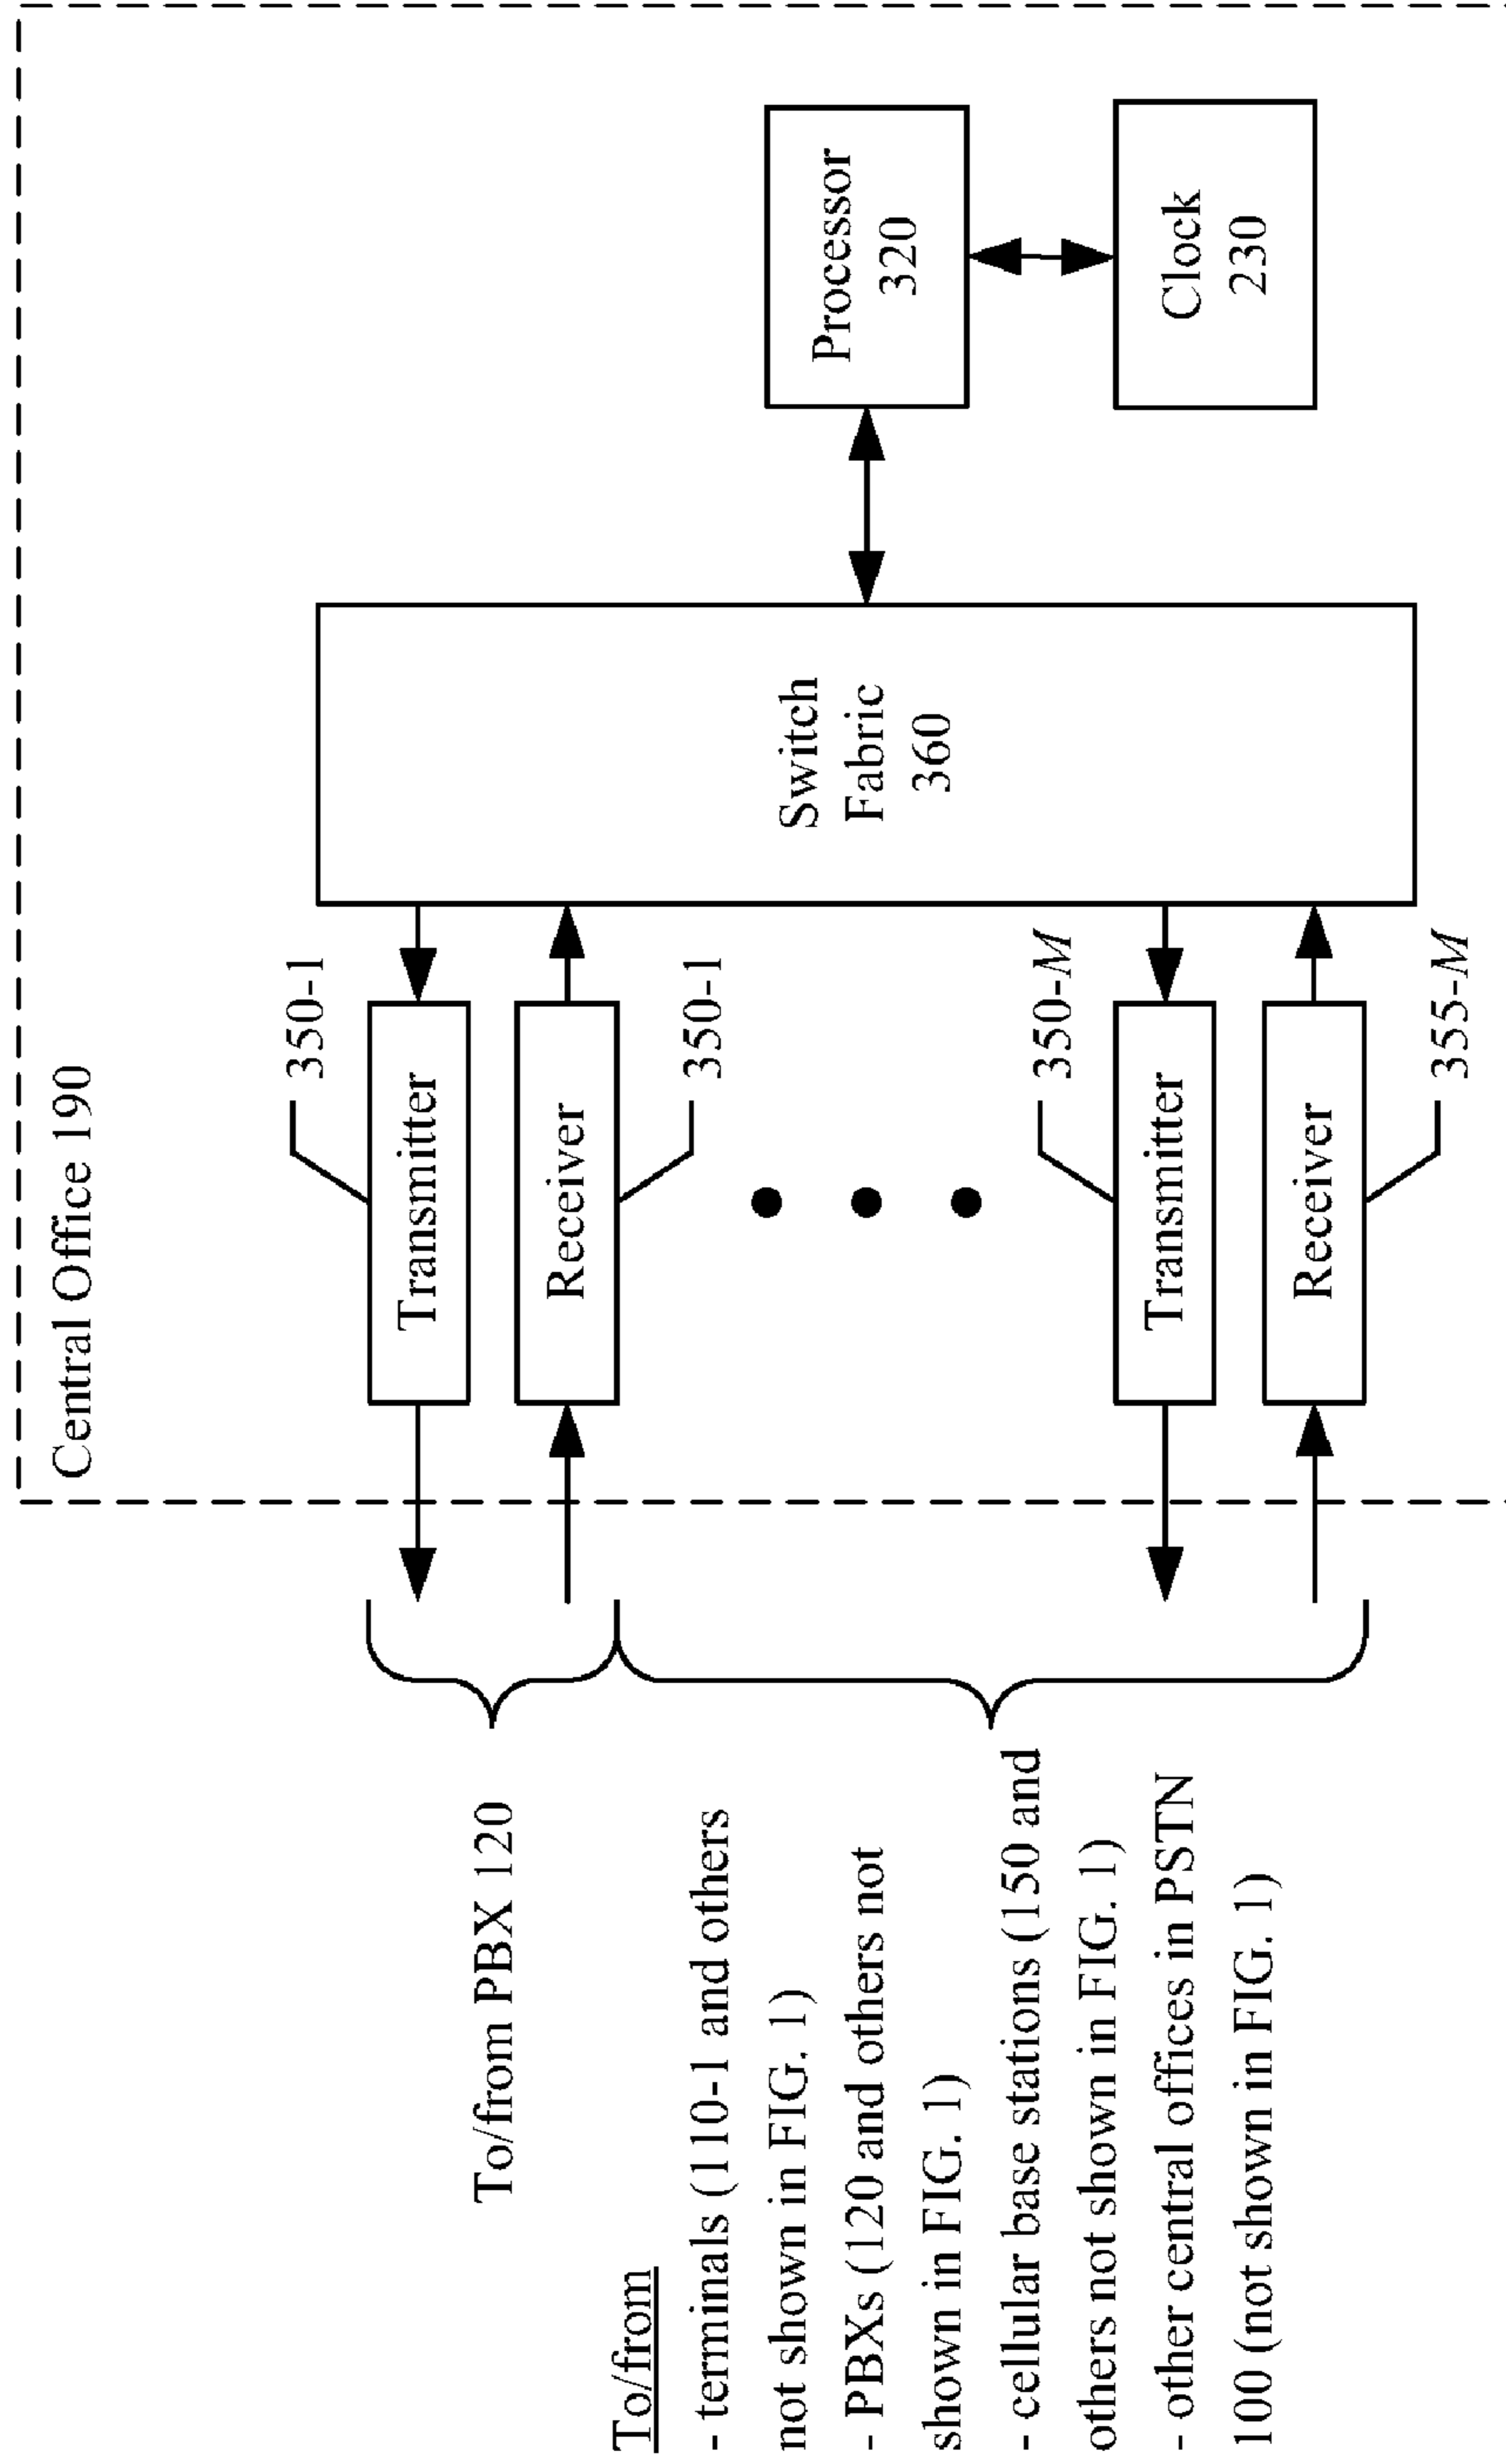 Central Office 190
350-1
Transmitter
Receiver
350-1
350-M
Transmitter
Receiver
355-M
Switch
Fabric
360
Processor
320
Clock
230
To/from PBX 120
To/from
- terminals (110-1 and others
not shown in FIG. 1)
- PBXs (120 and others not
shown in FIG. 1)
- cellular base stations (150 and
others not shown in FIG. 1)
- other central offices in PSTN
100 (not shown in FIG. 1)